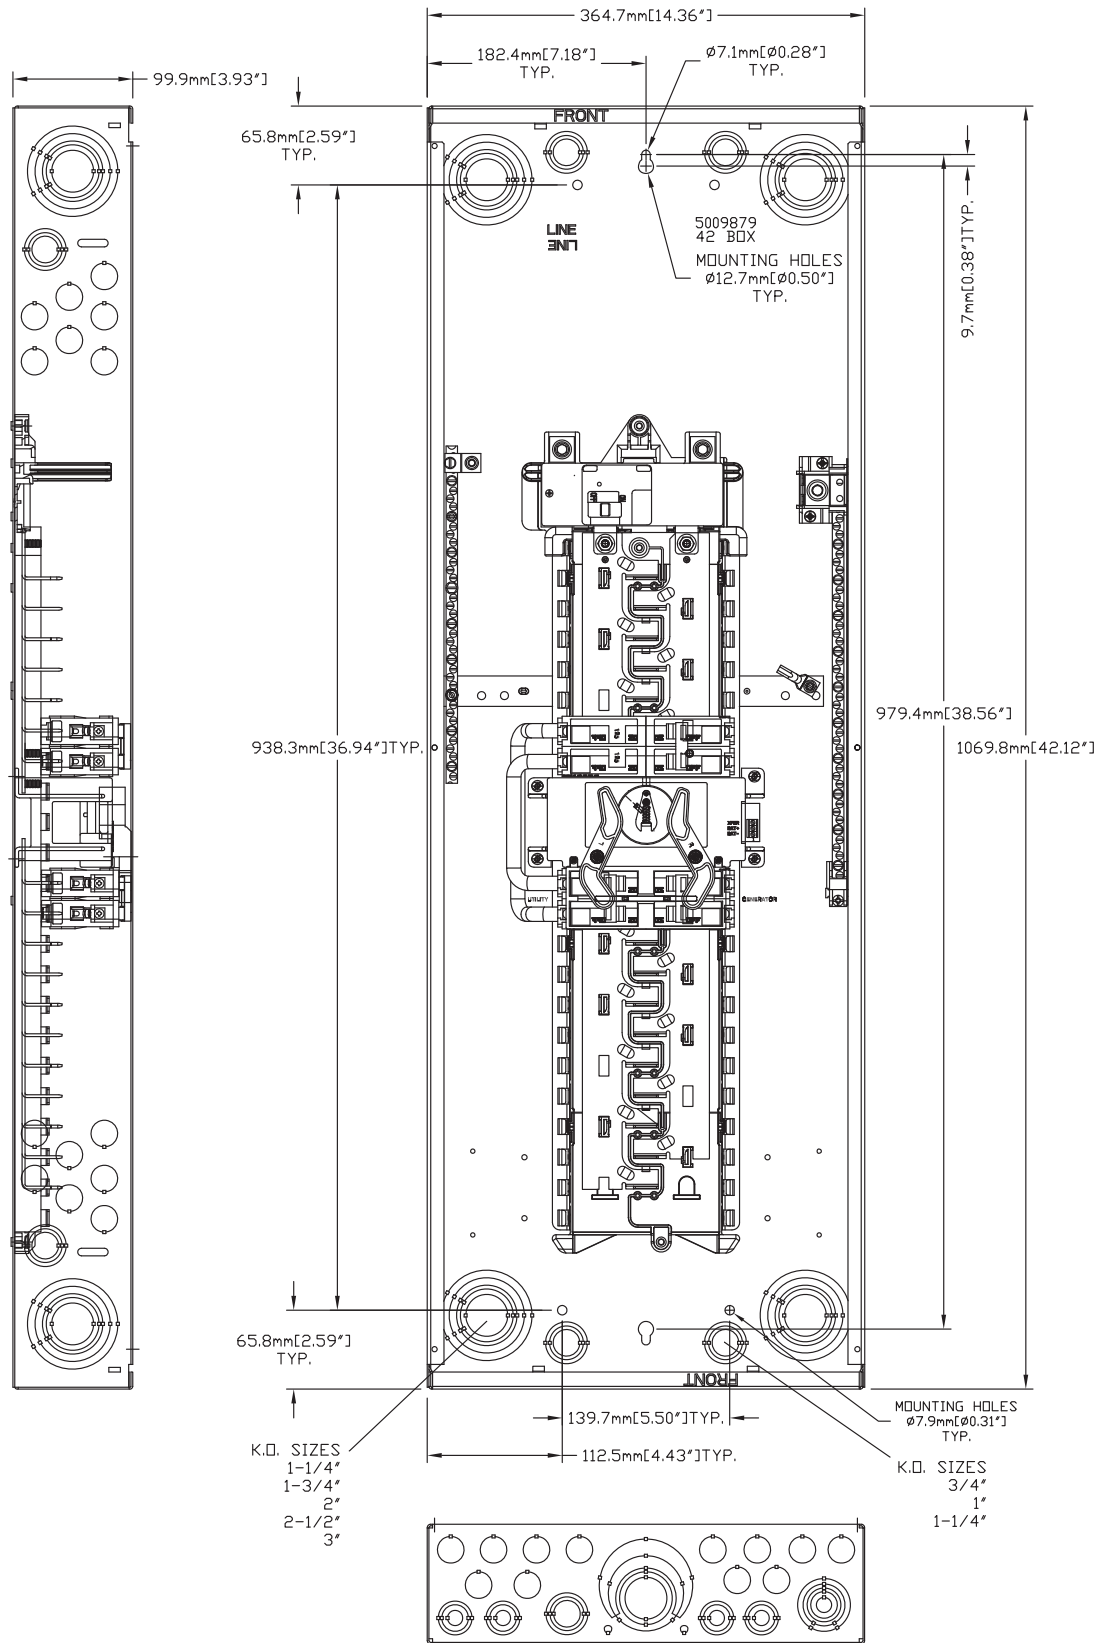 364.7mm[14.36"]
182.4mm[7.18"]
TYP.
Ø7.1mm[Ø0.28"]
TYP.
99.9mm[3.93"]
FRONT
65.8mm[2.59"]
TYP.
LINE
LINE
5009879
42 BOX
MOUNTING HOLES
Ø12.7mm[Ø0.50"]
TYP.
9.7mm[0.38"]TYP.
OFF
979.4mm[38.56"]
938.3mm[36.94"]TYP.
1069.8mm[42.12"]
L
R
UTILITY
GENERATOR
65.8mm[2.59"]
TYP.
FRONT
MOUNTING HOLES
Ø7.9mm[Ø0.31"]
TYP.
139.7mm[5.50"]TYP.
112.5mm[4.43"]TYP.
K.O. SIZES
1-1/4"
1-3/4"
2"
2-1/2"
3"
K.O. SIZES
3/4"
1"
1-1/4"